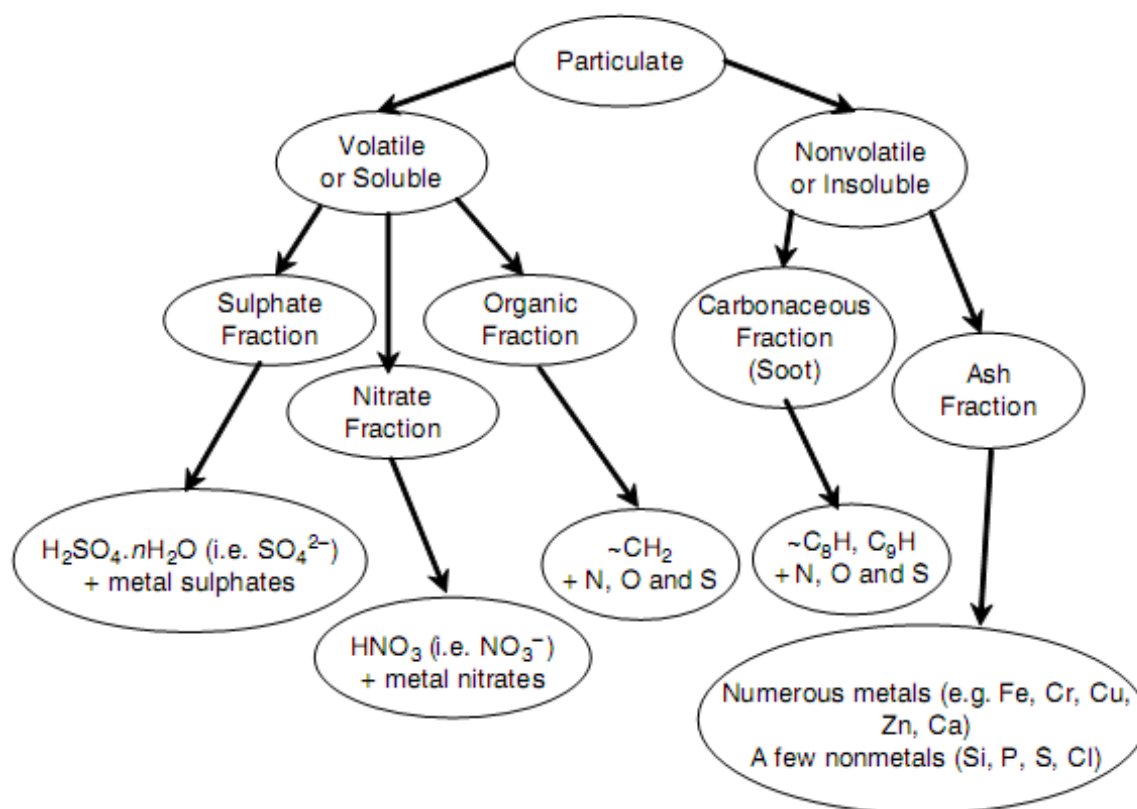 Particulate
Volatile
or Soluble
Nonvolatile
or Insoluble
Sulphate
Fraction
Organic
Fraction
Carbonaceous
Fraction
(Soot)
Nitrate
Fraction
Ash
Fraction
H₂SO₄.nH₂O (i.e. SO₄²⁻)
+ metal sulphates
~CH₂
+ N, O and S
~C₈H, C₉H
+ N, O and S
HNO₃ (i.e. NO₃⁻)
+ metal nitrates
Numerous metals (e.g. Fe, Cr, Cu,
Zn, Ca)
A few nonmetals (Si, P, S, Cl)